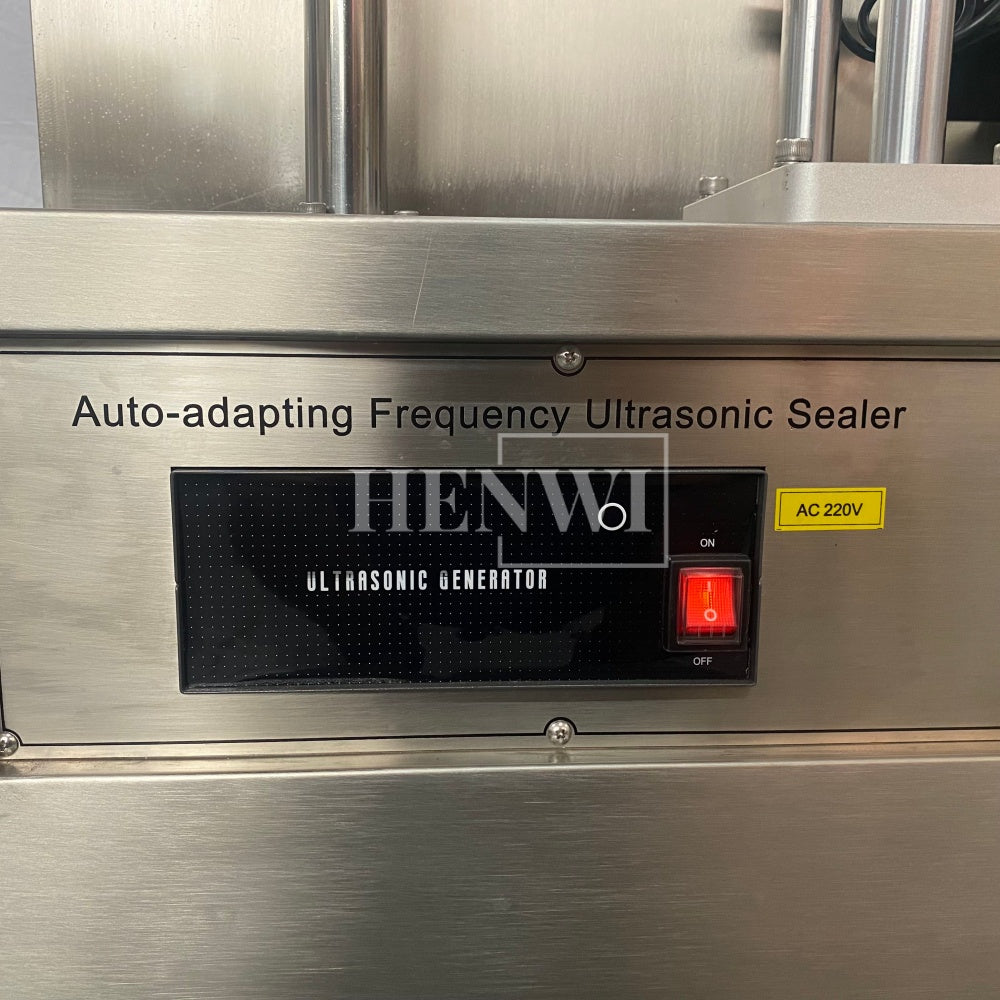 Auto-adapting Frequency Ultrasonic Sealer
HENWI
AC 220V
ON
ULTRASONIC GENERATOR
OFF